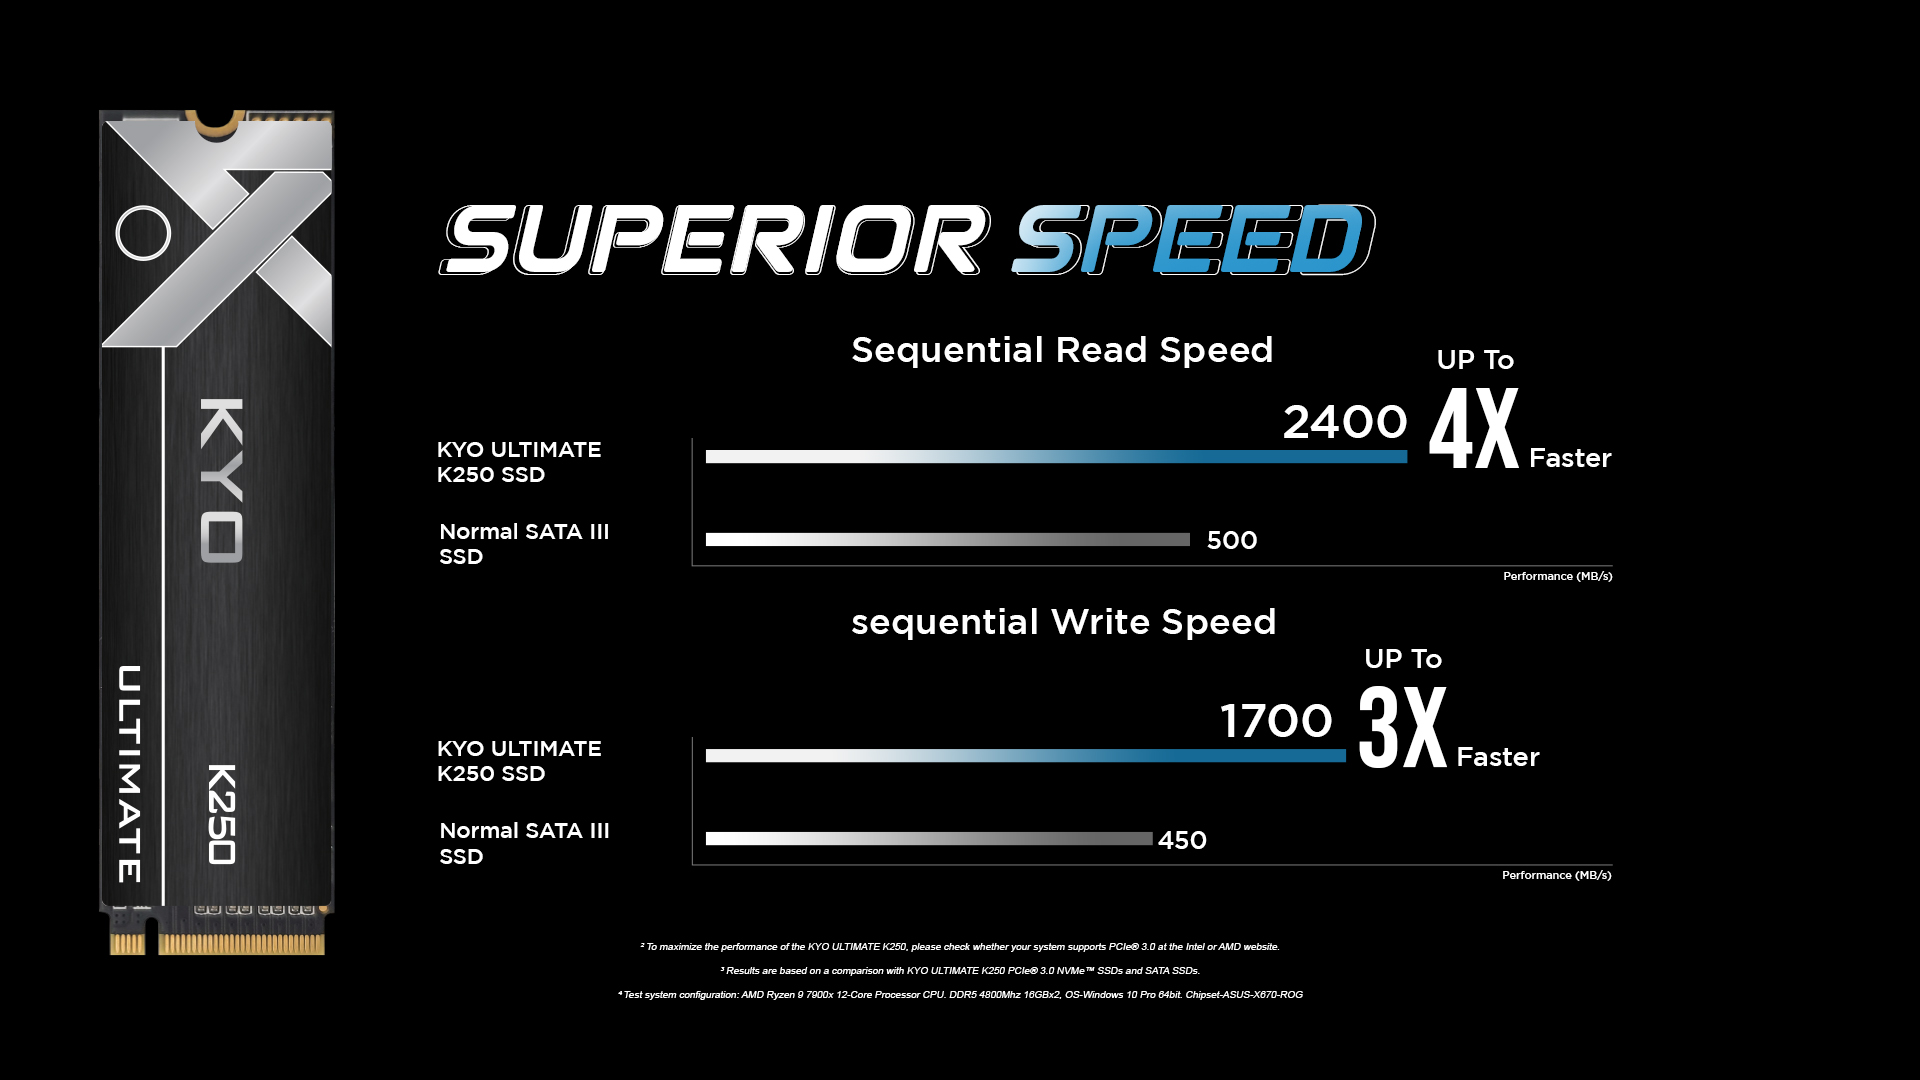 KYO
ULTIMATE
K250
SUPERIOR SPEED
Sequential Read Speed
UP To
2400
4X Faster
KYO ULTIMATE
K250 SSD
Normal SATA III
SSD
500
Performance (MB/s)
sequential Write Speed
UP To
1700
3X Faster
KYO ULTIMATE
K250 SSD
Normal SATA III
SSD
450
Performance (MB/s)
² To maximize the performance of the KYO ULTIMATE K250, please check whether your system supports PCIe® 3.0 at the Intel or AMD website.
³ Results are based on a comparison with KYO ULTIMATE K250 PCIe® 3.0 NVMe™ SSDs and SATA SSDs.
⁴ Test system configuration: AMD Ryzen 9 7900x 12-Core Processor CPU. DDR5 4800Mhz 16GBx2, OS-Windows 10 Pro 64bit. Chipset-ASUS-X670-ROG